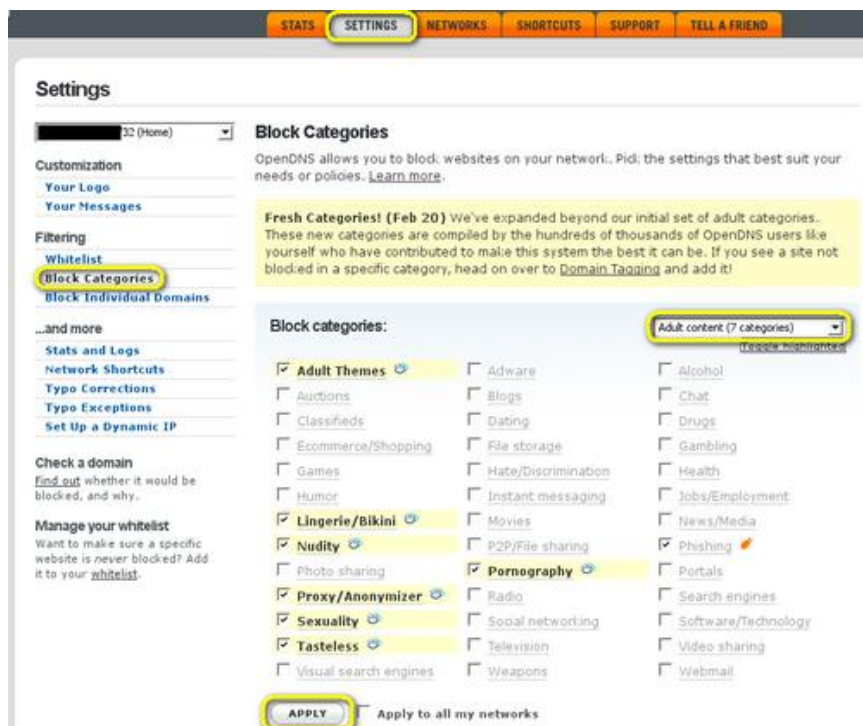 STATS SETTINGS NETWORKS SHORTCUTS SUPPORT TELL A FRIEND
Settings
32 (Home)
Customization
Your Logo
Your Messages
Filtering
Whitelist
Block Categories
Block Individual Domains
...and more
Stats and Logs
Network Shortcuts
Typo Corrections
Typo Exceptions
Set Up a Dynamic IP
Check a domain
Find out whether it would be
blocked, and why.
Manage your whitelist
Want to make sure a specific
website is never blocked? Add
it to your whitelist.
Block Categories
OpenDNS allows you to block websites on your network. Pick the settings that best suit your
needs or policies. Learn more.
Fresh Categories! (Feb 20) We've expanded beyond our initial set of adult categories.
These new categories are compiled by the hundreds of thousands of OpenDNS users like
yourself who have contributed to make this system the best it can be. If you see a site not
blocked in a specific category, head on over to Domain Tagging and add it!
Block categories:
Adult content (7 categories)
(Toggle highlighted)
Adult Themes Adware Alcohol
Auctions Blogs Chat
Classifieds Dating Drugs
Ecommerce/Shopping File storage Gambling
Games Hate/Discrimination Health
Humor Instant messaging Jobs/Employment
Lingerie/Bikini Movies News/Media
Nudity P2P/File sharing Phishing
Photo sharing Pornography Portals
Proxy/Anonymizer Radio Search engines
Sexuality Social networking Software/Technology
Tasteless Television Video sharing
Visual search engines Weapons Webmail
APPLY Apply to all my networks